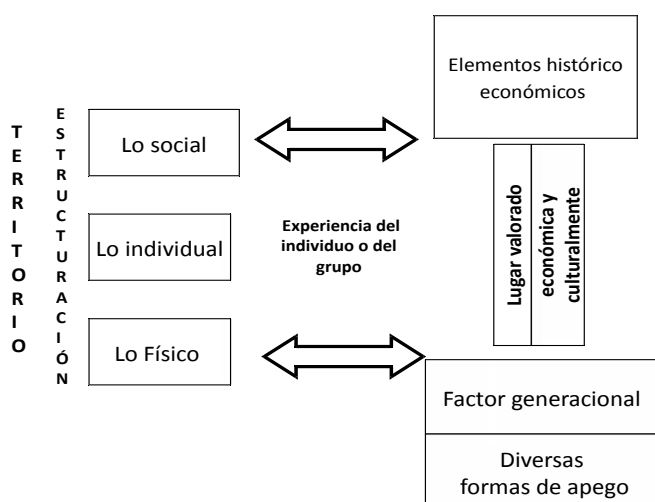 TERRITORIO
ESTRUCTURACIÓN
Lo social
Elementos histórico
económicos
Lo individual
Experiencia del
individuo o del
grupo
Lugar valorado
económica y
culturalmente
Lo Físico
Factor generacional
Diversas
formas de apego